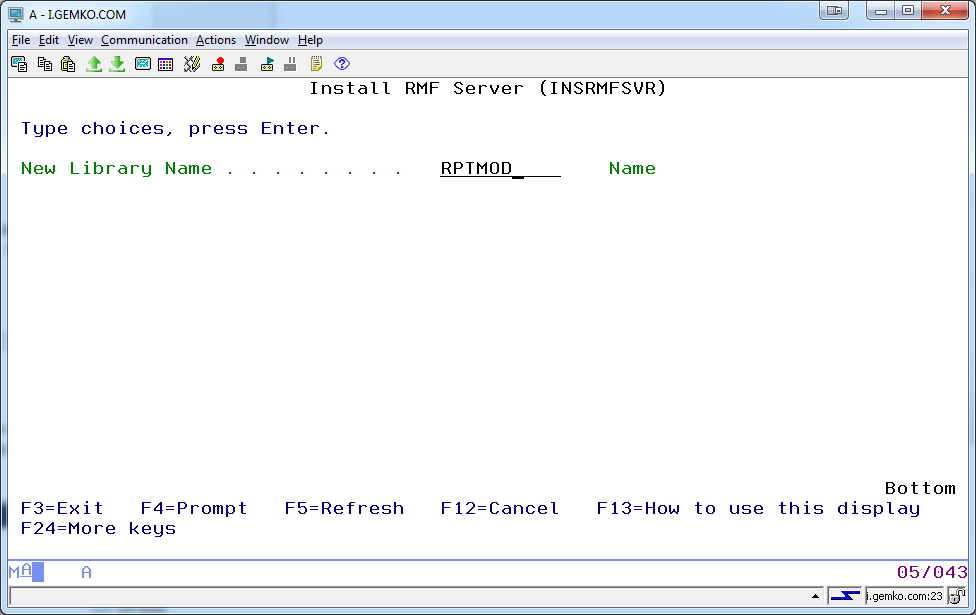 A - I.GEMKO.COM
File Edit View Communication Actions Window Help
Install RMF Server (INSRMFSVR)
Type choices, press Enter.
New Library Name . . . . . . . . RPTMOD____ Name
Bottom
F3=Exit F4=Prompt F5=Refresh F12=Cancel F13=How to use this display
F24=More keys
MA A 05/043
i.gemko.com:23